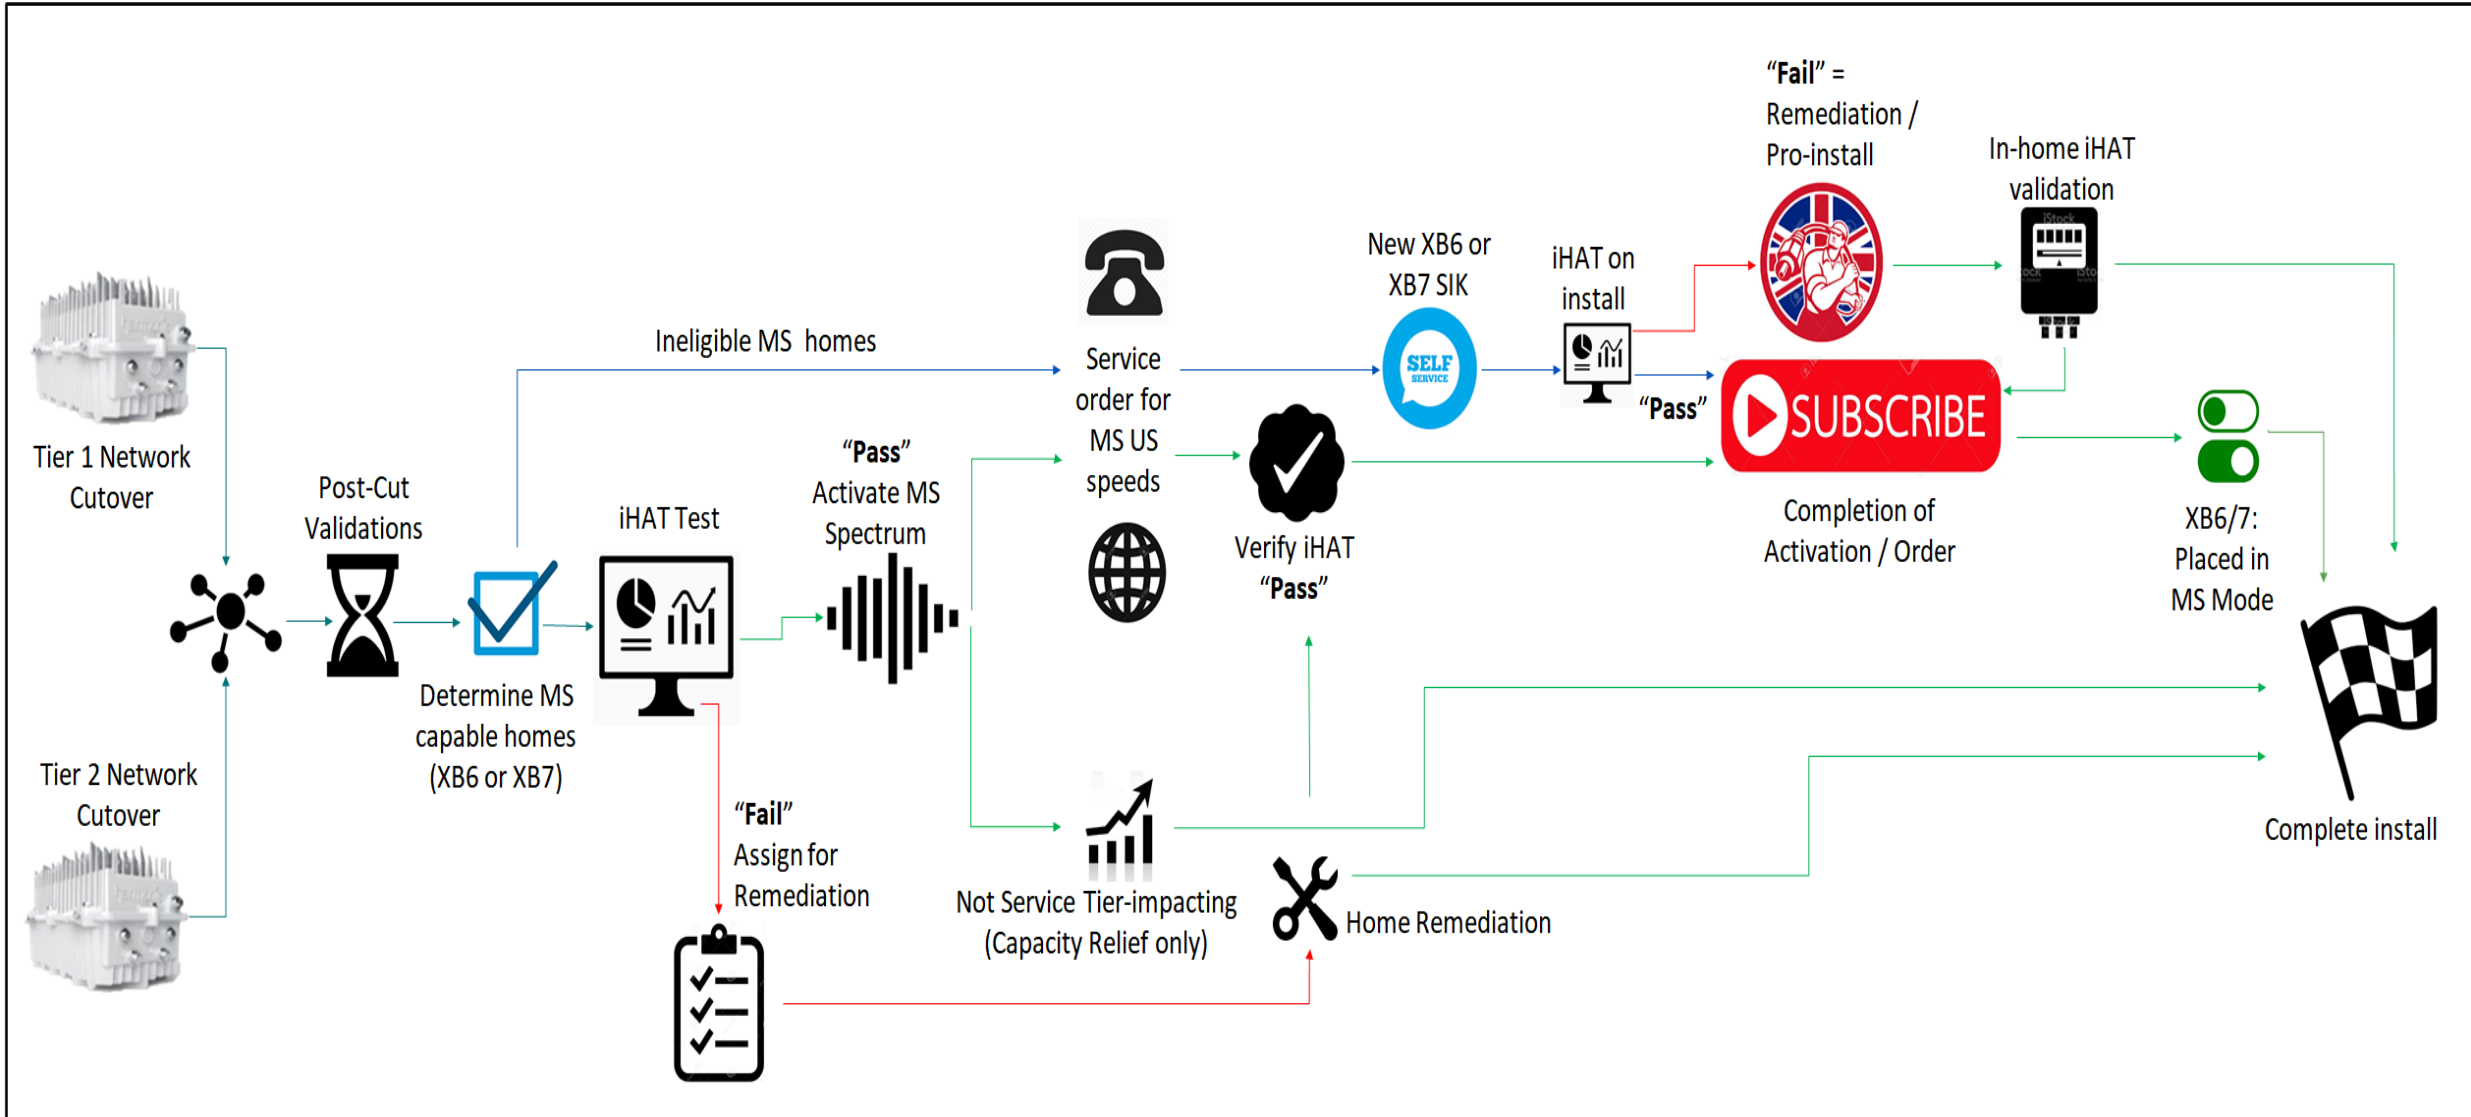 Tier 1 Network
Cutover
Tier 2 Network
Cutover
Post-Cut
Validations
Determine MS
capable homes
(XB6 or XB7)
Ineligible MS  homes
iHAT Test
“Fail”
Assign for
Remediation
“Pass”
Activate MS
Spectrum
Service
order for
MS US
speeds
Not Service Tier-impacting
(Capacity Relief only)
Home Remediation
Verify iHAT
“Pass”
New XB6 or
XB7 SIK
SELF
SERVICE
iHAT on
install
“Pass”
“Fail” =
Remediation /
Pro-install
In-home iHAT
validation
iStock
SUBSCRIBE
Completion of
Activation / Order
XB6/7:
Placed in
MS Mode
Complete install